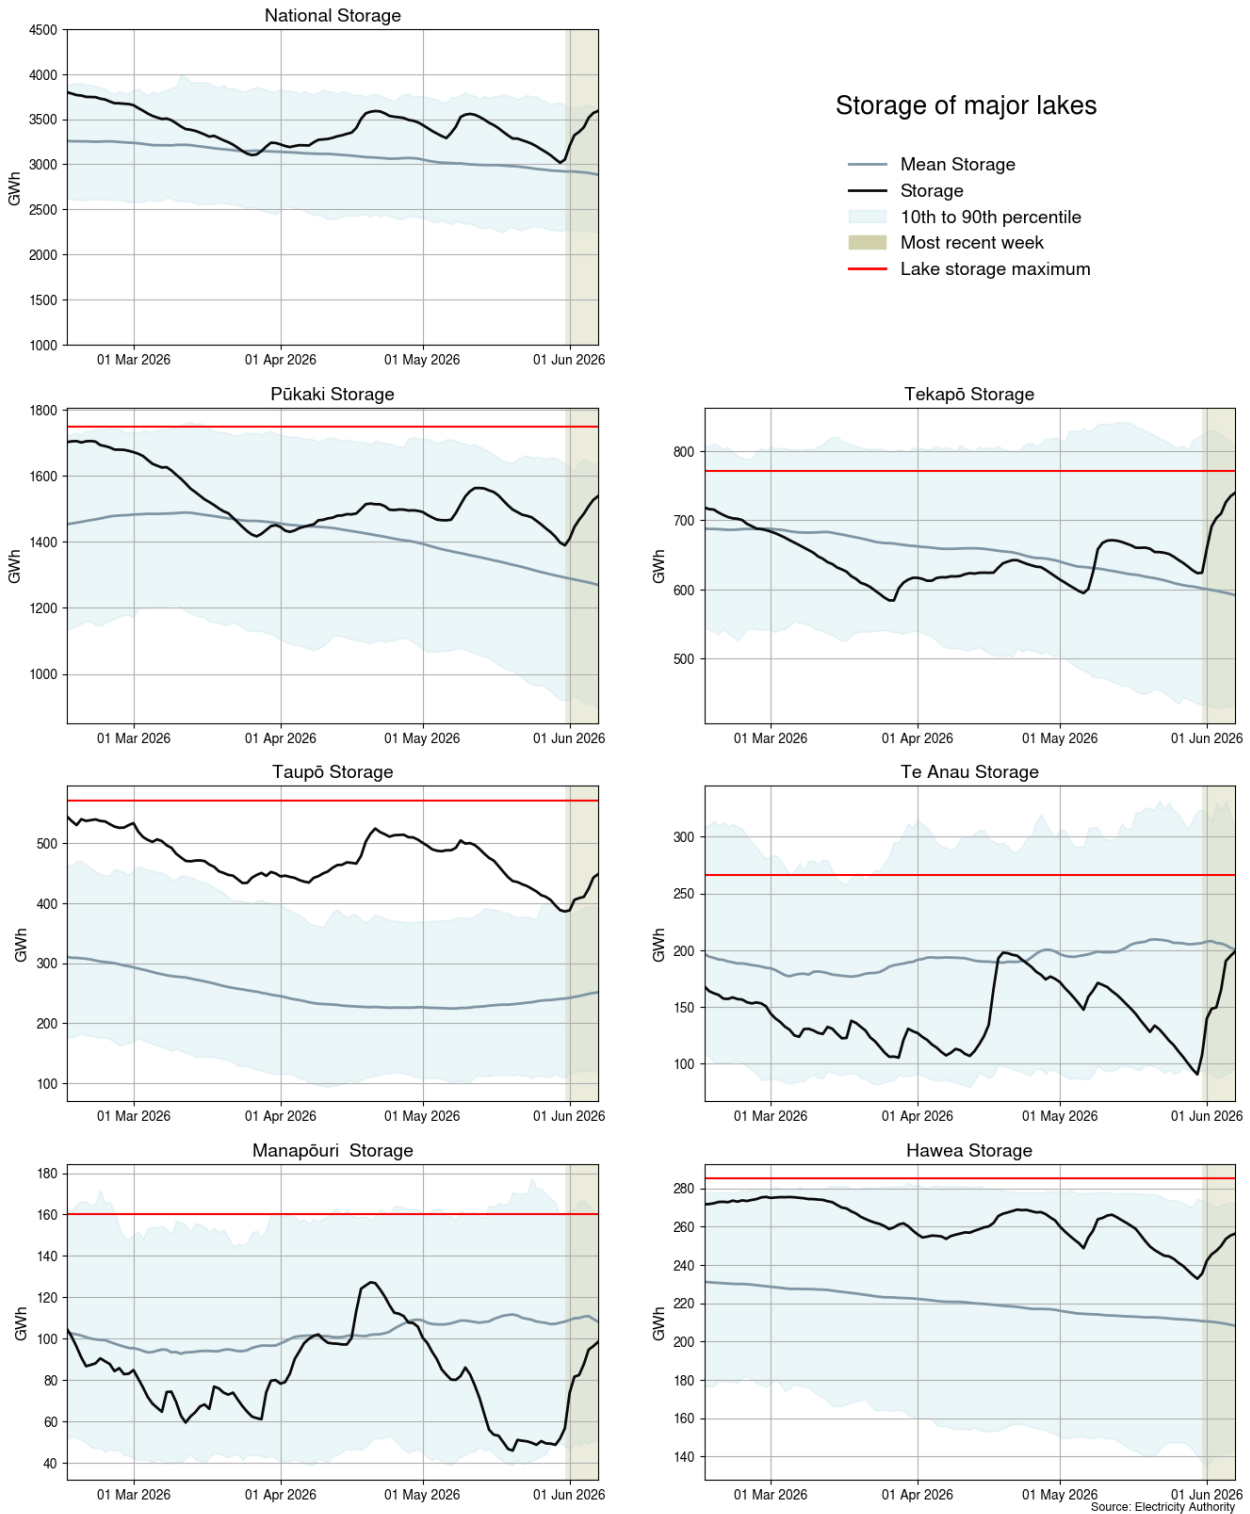 National Storage
4500
4000
3500
3000
2500
2000
1500
1000
GWh
01 Mar 2026
01 Apr 2026
01 May 2026
01 Jun 2026
Storage of major lakes
Mean Storage
Storage
10th to 90th percentile
Most recent week
Lake storage maximum
Pūkaki Storage
1800
1600
1400
1200
1000
GWh
01 Mar 2026
01 Apr 2026
01 May 2026
01 Jun 2026
Tekapō Storage
800
700
600
500
GWh
01 Mar 2026
01 Apr 2026
01 May 2026
01 Jun 2026
Taupō Storage
500
400
300
200
100
GWh
01 Mar 2026
01 Apr 2026
01 May 2026
01 Jun 2026
Te Anau Storage
300
250
200
150
100
GWh
01 Mar 2026
01 Apr 2026
01 May 2026
01 Jun 2026
Manapōuri  Storage
180
160
140
120
100
80
60
40
GWh
01 Mar 2026
01 Apr 2026
01 May 2026
01 Jun 2026
Hawea Storage
280
260
240
220
200
180
160
140
GWh
01 Mar 2026
01 Apr 2026
01 May 2026
01 Jun 2026
Source: Electricity Authority